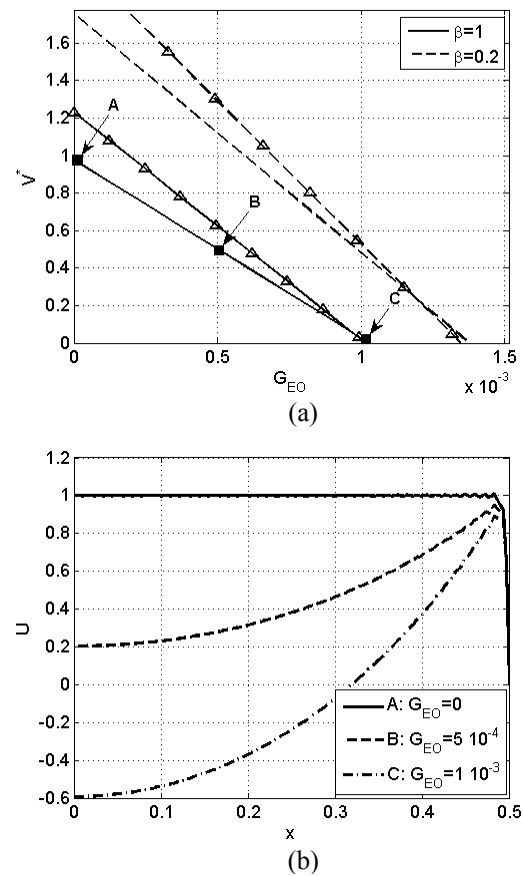 1.6
1.4
1.2
1
0.8
0.6
0.4
0.2
0
V*
β=1
β=0.2
A
B
C
0
0.5
1
1.5
G_EO
x 10⁻³
(a)
1.2
1
0.8
0.6
0.4
0.2
0
-0.2
-0.4
-0.6
U
A: G_EO=0
B: G_EO=5 10⁻⁴
C: G_EO=1 10⁻³
0
0.1
0.2
0.3
0.4
0.5
x
(b)